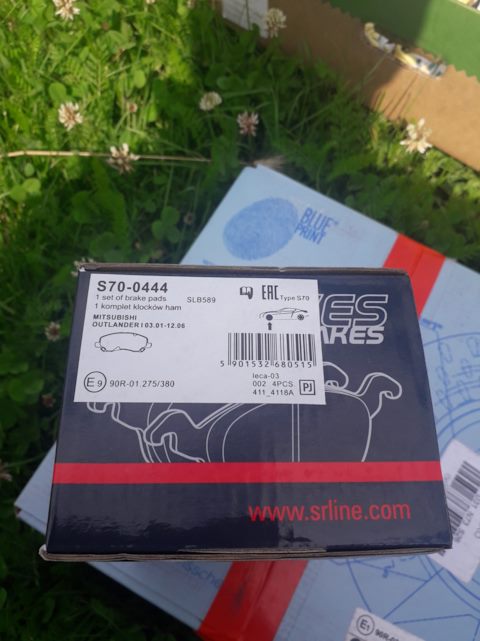 BLUE
PRINT
S70-0444
1 set of brake pads
SLB589
1 komplet klocków ham
EAC Type S70
MITSUBISHI
OUTLANDER I 03.01-12.06
5 901532 680515
E9 90R-01.275/380
leca-03
002 4PCS
411_4118A
PJ
YES
AKES
www.srline.com
E1